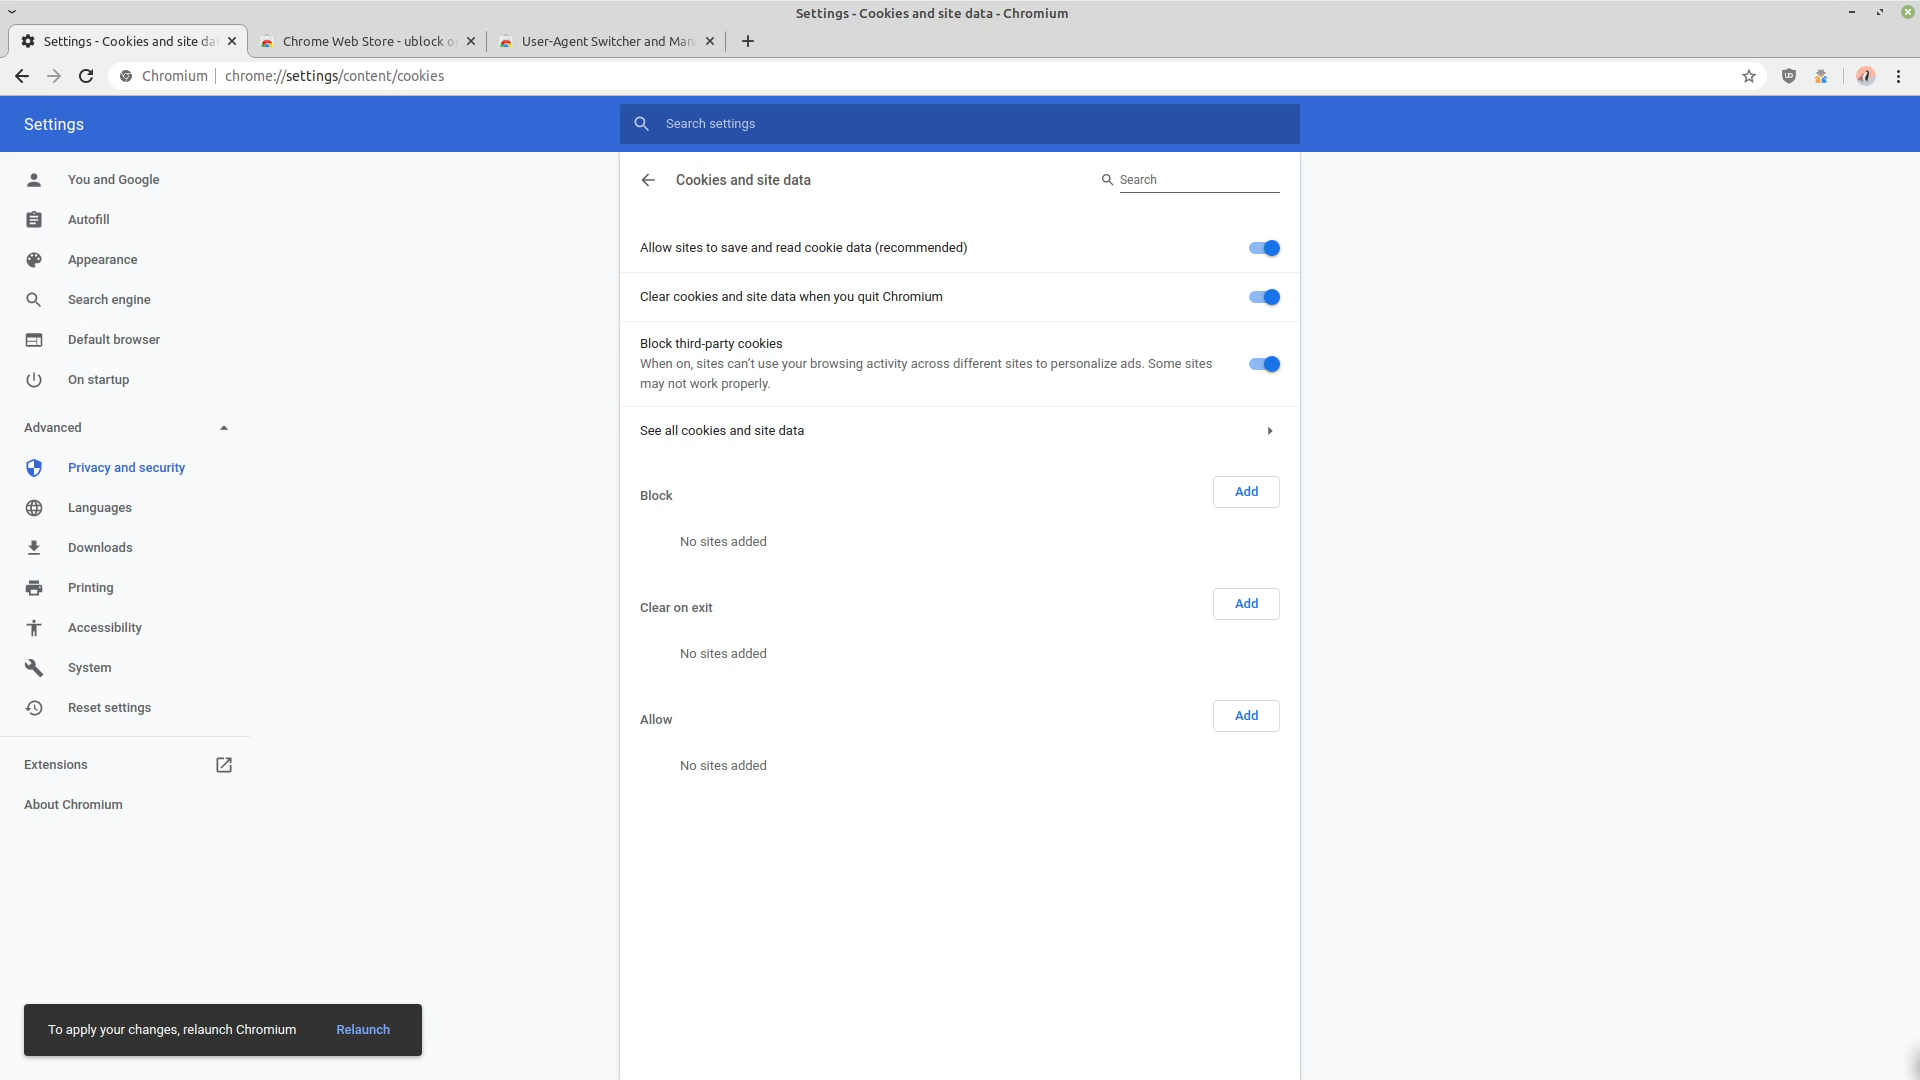 Settings - Cookies and site data - Chromium
Settings - Cookies and site da
Chrome Web Store - ublock o
User-Agent Switcher and Man
Chromium
chrome://settings/content/cookies
Settings
Search settings
You and Google
Autofill
Appearance
Search engine
Default browser
On startup
Advanced
Privacy and security
Languages
Downloads
Printing
Accessibility
System
Reset settings
Extensions
About Chromium
Cookies and site data
Search
Allow sites to save and read cookie data (recommended)
Clear cookies and site data when you quit Chromium
Block third-party cookies
When on, sites can’t use your browsing activity across different sites to personalize ads. Some sites
may not work properly.
See all cookies and site data
Block
Add
No sites added
Clear on exit
Add
No sites added
Allow
Add
No sites added
To apply your changes, relaunch Chromium
Relaunch